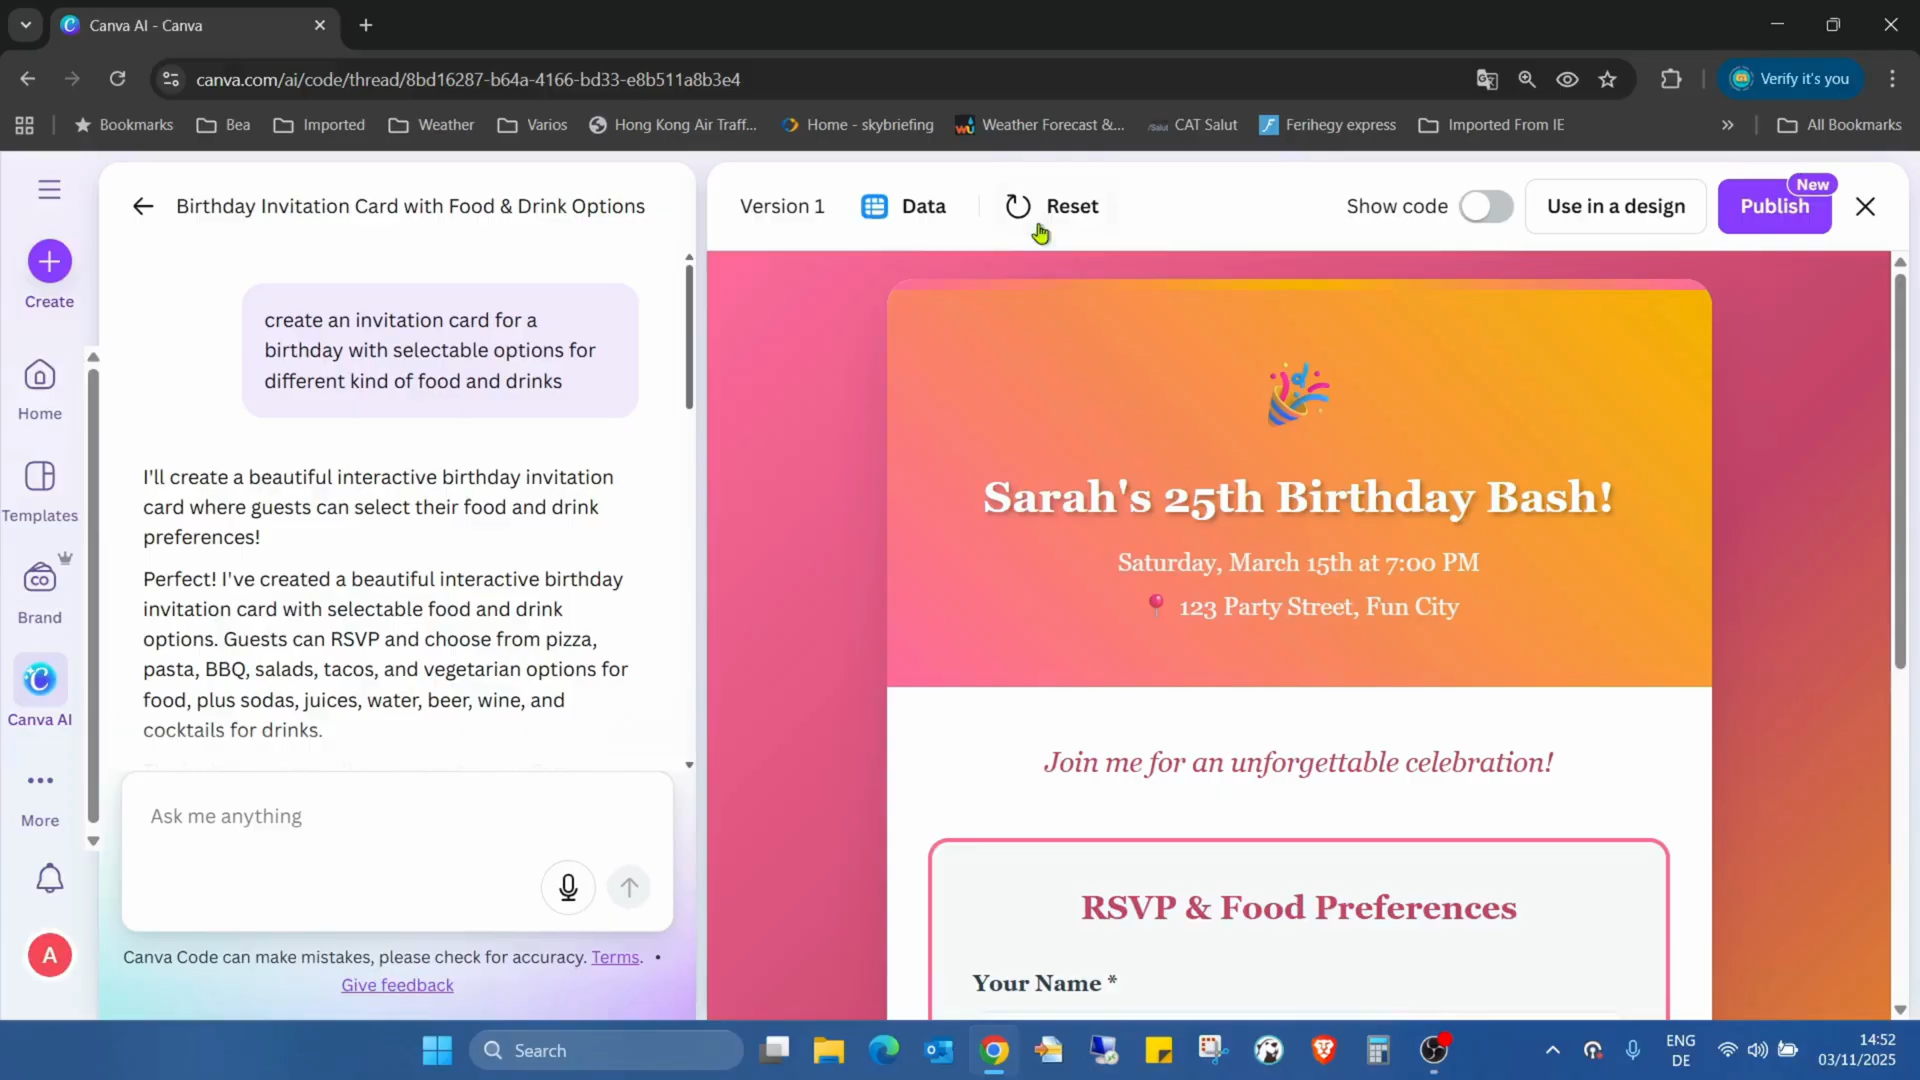 Canva AI - Canva
canva.com/ai/code/thread/8bd16287-b64a-4166-bd33-e8b511a8b3e4
Verify it's you
Bookmarks
Bea
Imported
Weather
Varios
Hong Kong Air Traff...
Home - skybriefing
Weather Forecast &...
CAT Salut
Ferihegy express
Imported From IE
All Bookmarks
Create
Home
Templates
Brand
Canva AI
More
A
Birthday Invitation Card with Food & Drink Options
create an invitation card for a
birthday with selectable options for
different kind of food and drinks
I'll create a beautiful interactive birthday invitation
card where guests can select their food and drink
preferences!
Perfect! I've created a beautiful interactive birthday
invitation card with selectable food and drink
options. Guests can RSVP and choose from pizza,
pasta, BBQ, salads, tacos, and vegetarian options for
food, plus sodas, juices, water, beer, wine, and
cocktails for drinks.
Ask me anything
Canva Code can make mistakes, please check for accuracy. Terms. •
Give feedback
Version 1
Data
Reset
Show code
Use in a design
Publish
New
Sarah's 25th Birthday Bash!
Saturday, March 15th at 7:00 PM
123 Party Street, Fun City
Join me for an unforgettable celebration!
RSVP & Food Preferences
Your Name *
Search
ENG
DE
14:52
03/11/2025